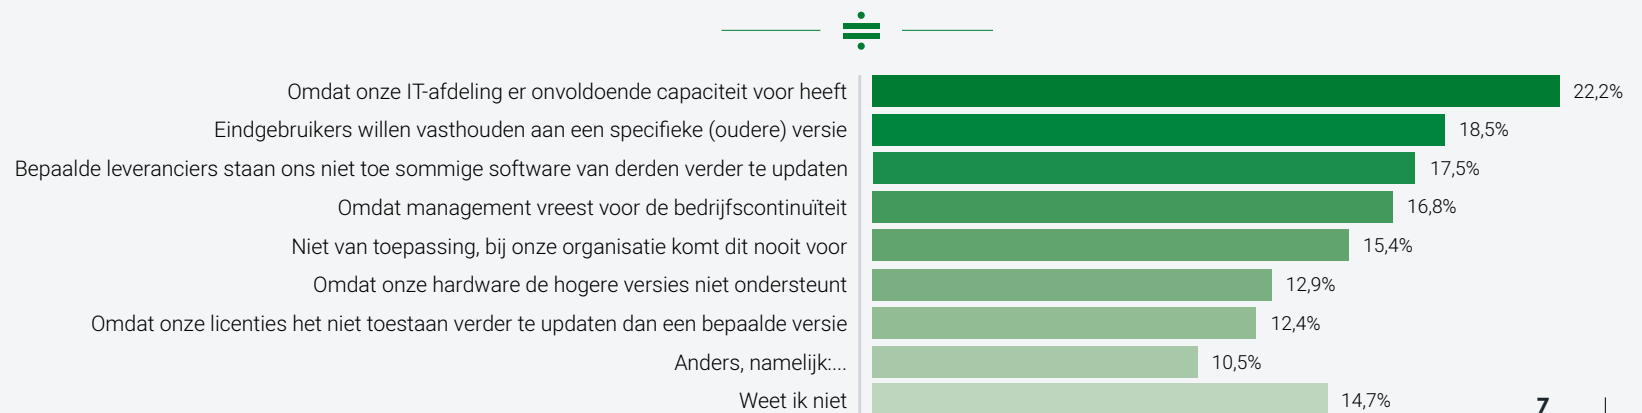 Omdat onze IT-afdeling er onvoldoende capaciteit voor heeft 22,2%
Eindgebruikers willen vasthouden aan een specifieke (oudere) versie 18,5%
Bepaalde leveranciers staan ons niet toe sommige software van derden verder te updaten 17,5%
Omdat management vreest voor de bedrijfscontinuïteit 16,8%
Niet van toepassing, bij onze organisatie komt dit nooit voor 15,4%
Omdat onze hardware de hogere versies niet ondersteunt 12,9%
Omdat onze licenties het niet toestaan verder te updaten dan een bepaalde versie 12,4%
Anders, namelijk:... 10,5%
Weet ik niet 14,7%
7 |